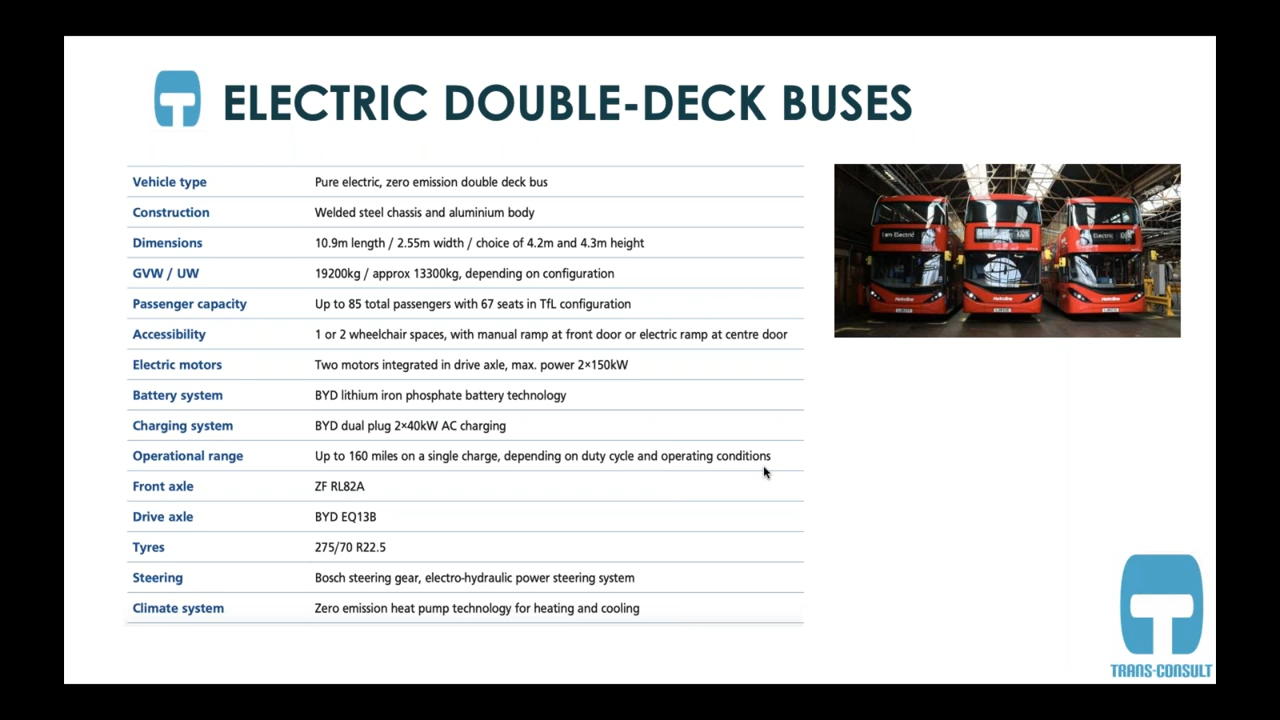 ELECTRIC DOUBLE-DECK BUSES
Vehicle type Pure electric, zero emission double deck bus
Construction Welded steel chassis and aluminium body
Dimensions 10.9m length / 2.55m width / choice of 4.2m and 4.3m height
GVW / UW 19200kg / approx 13300kg, depending on configuration
Passenger capacity Up to 85 total passengers with 67 seats in TfL configuration
Accessibility 1 or 2 wheelchair spaces, with manual ramp at front door or electric ramp at centre door
Electric motors Two motors integrated in drive axle, max. power 2×150kW
Battery system BYD lithium iron phosphate battery technology
Charging system BYD dual plug 2×40kW AC charging
Operational range Up to 160 miles on a single charge, depending on duty cycle and operating conditions
Front axle ZF RL82A
Drive axle BYD EQ13B
Tyres 275/70 R22.5
Steering Bosch steering gear, electro-hydraulic power steering system
Climate system Zero emission heat pump technology for heating and cooling
I am Electric
Electric
Metroline
Metroline
Metroline
TRANS-CONSULT